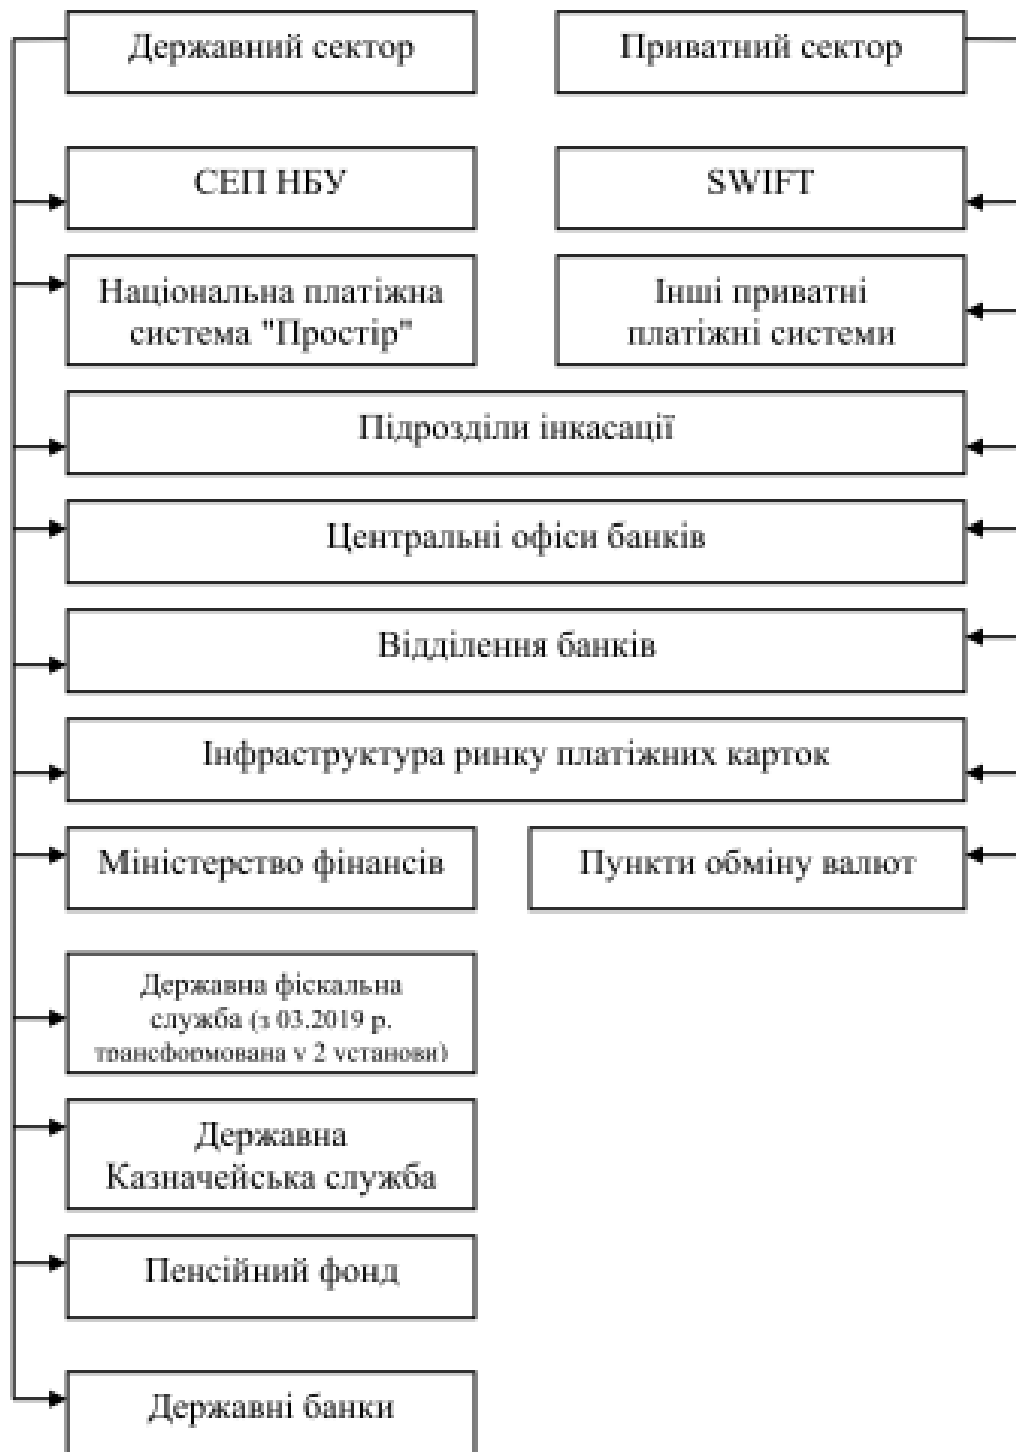 Державний сектор
Приватний сектор
СЕП НБУ
SWIFT
Національна платіжна
система "Простір"
Інші приватні
платіжні системи
Підрозділи інкасації
Центральні офіси банків
Відділення банків
Інфраструктура ринку платіжних карток
Міністерство фінансів
Пункти обміну валют
Державна фіскальна
служба (з 03.2019 р.
трансформована у 2 установи)
Державна
Казначейська служба
Пенсійний фонд
Державні банки